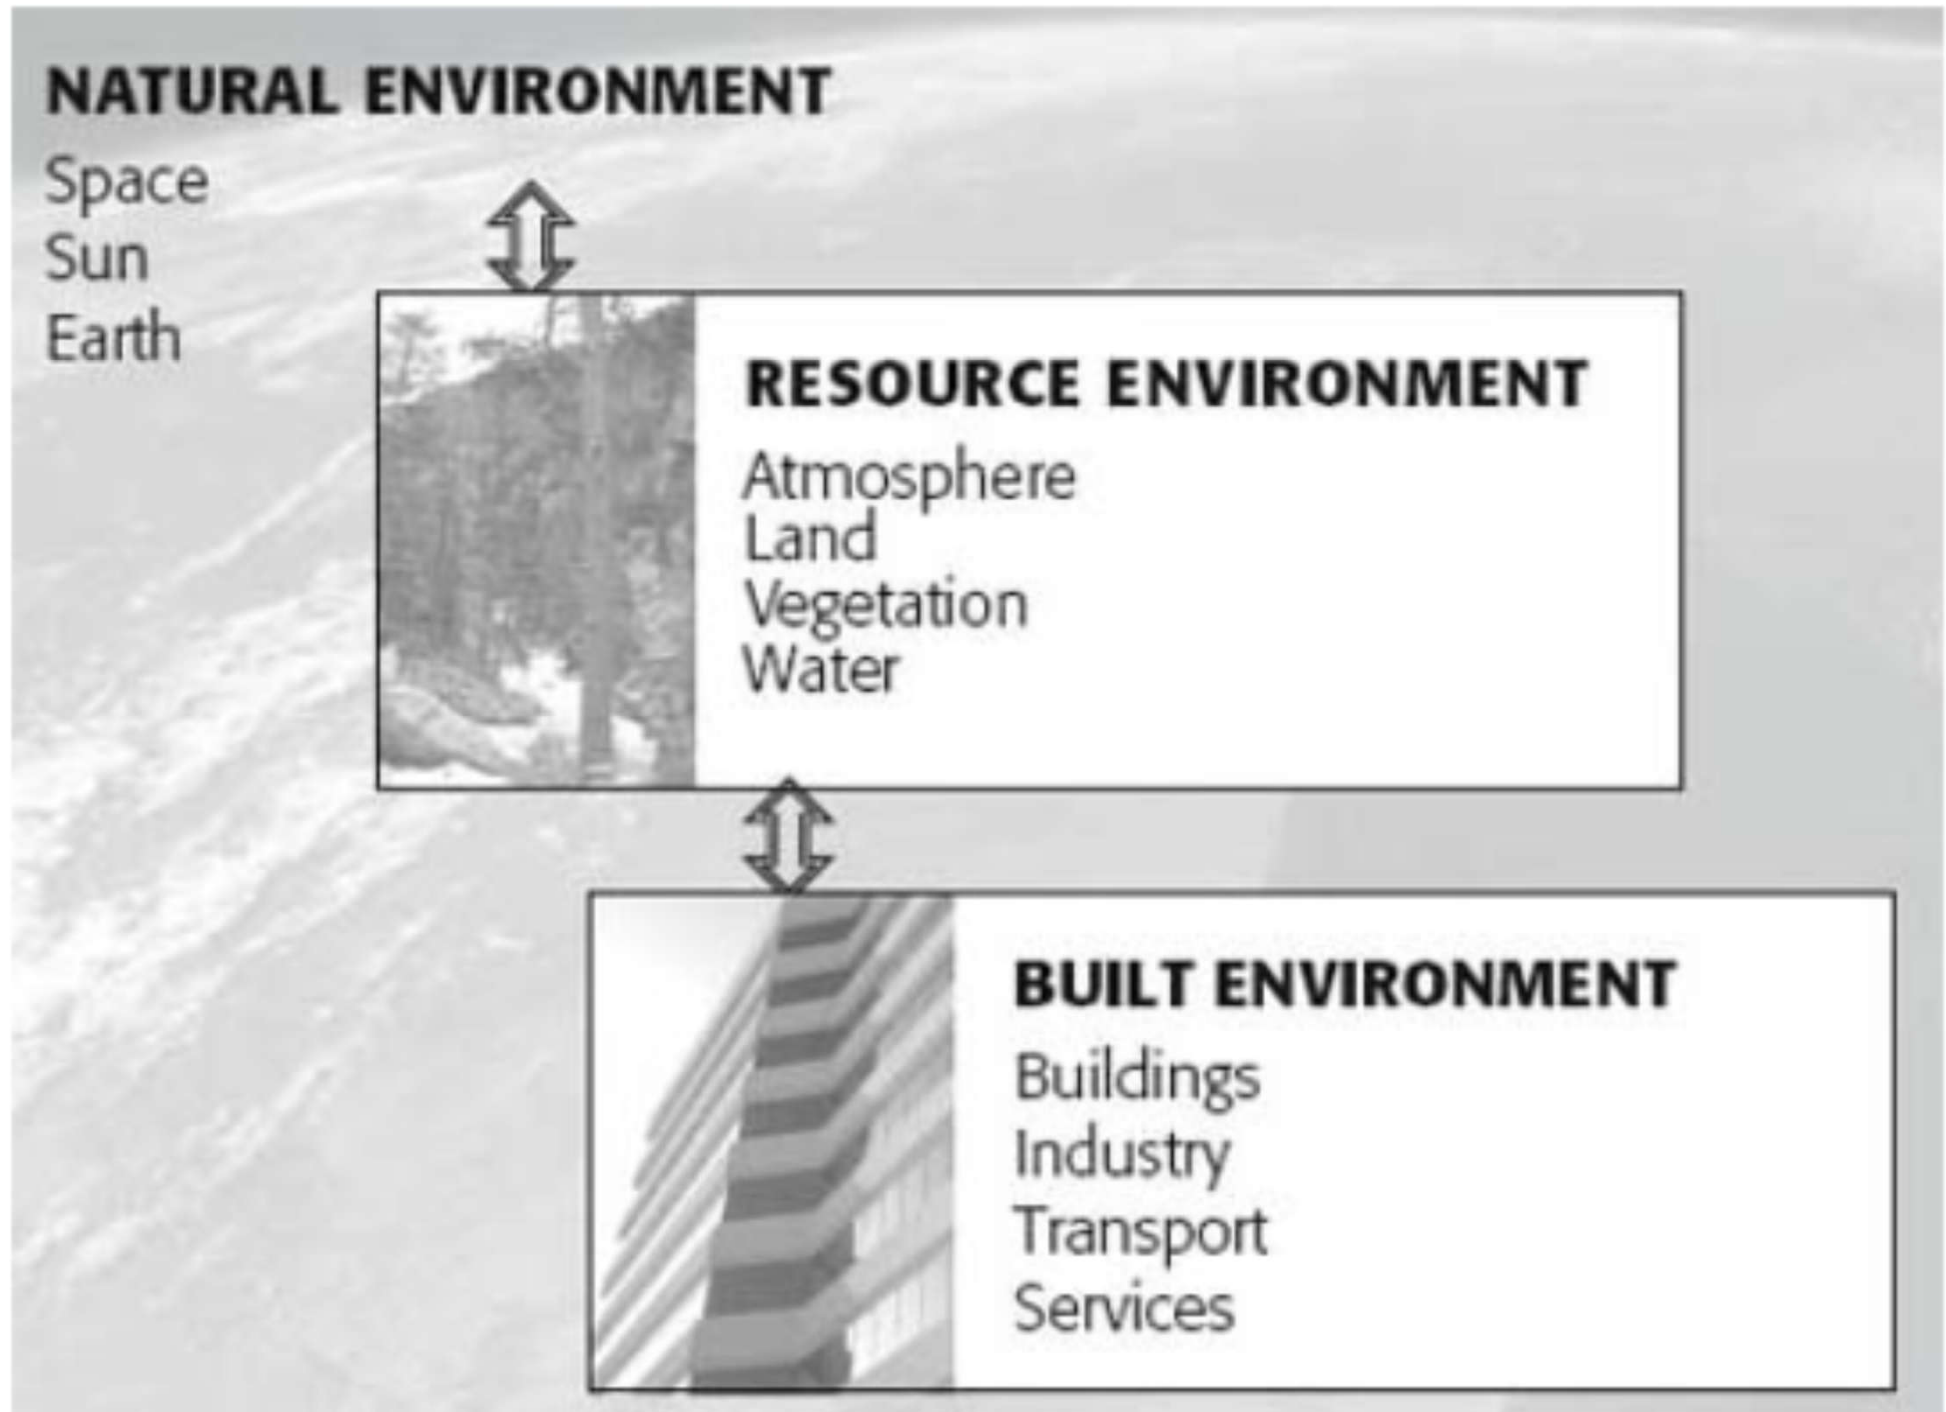 NATURAL ENVIRONMENT
Space
Sun
Earth
RESOURCE ENVIRONMENT
Atmosphere
Land
Vegetation
Water
BUILT ENVIRONMENT
Buildings
Industry
Transport
Services